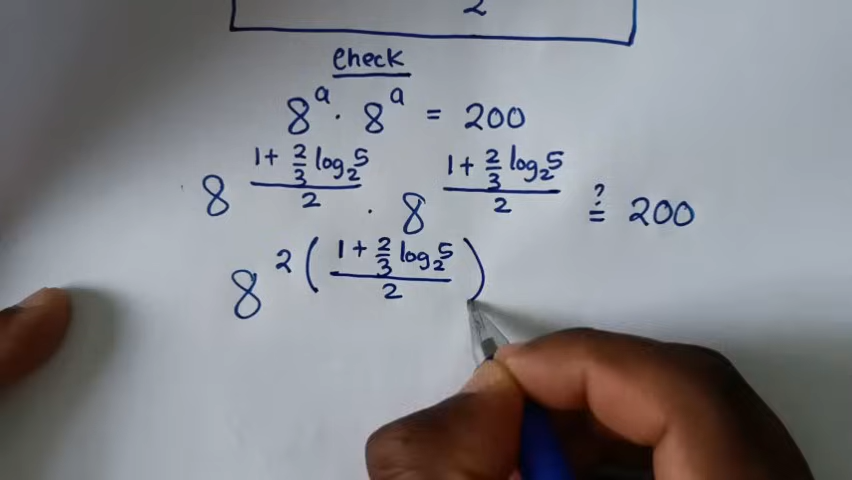 2
Check
8^a · 8^a = 200
8^((1 + 2/3 log_2 5)/2) · 8^((1 + 2/3 log_2 5)/2) ≟ 200
8^(2((1 + 2/3 log_2 5)/2))